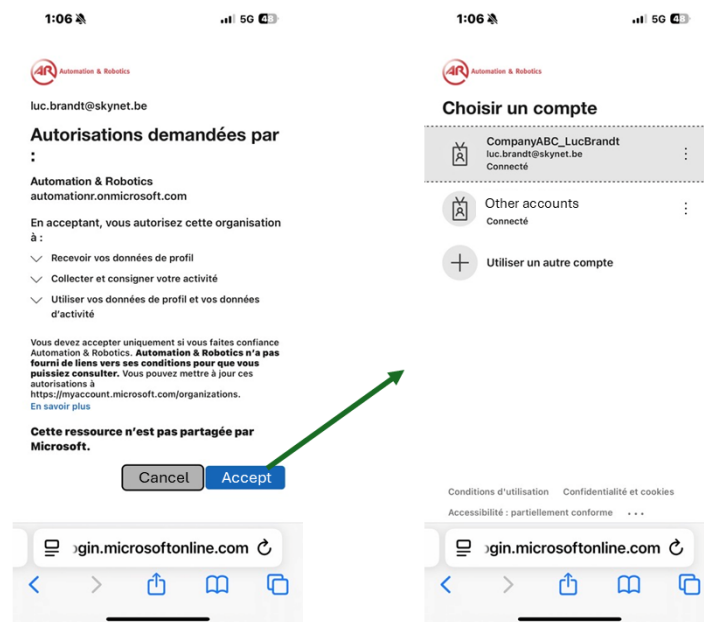 1:06
5G 43
AR Automation & Robotics
luc.brandt@skynet.be
Autorisations demandées par
:
Automation & Robotics
automationr.onmicrosoft.com
En acceptant, vous autorisez cette organisation
à :
Recevoir vos données de profil
Collecter et consigner votre activité
Utiliser vos données de profil et vos données
d'activité
Vous devez accepter uniquement si vous faites confiance
Automation & Robotics. Automation & Robotics n'a pas
fourni de liens vers ses conditions pour que vous
puissiez consulter. Vous pouvez mettre à jour ces
autorisations à
https://myaccount.microsoft.com/organizations.
En savoir plus
Cette ressource n'est pas partagée par
Microsoft.
Cancel
Accept
gin.microsoftonline.com
1:06
5G 43
AR Automation & Robotics
Choisir un compte
CompanyABC_LucBrandt
luc.brandt@skynet.be
Connecté
Other accounts
Connecté
Utiliser un autre compte
Conditions d'utilisation Confidentialité et cookies
Accessibilité : partiellement conforme ...
gin.microsoftonline.com